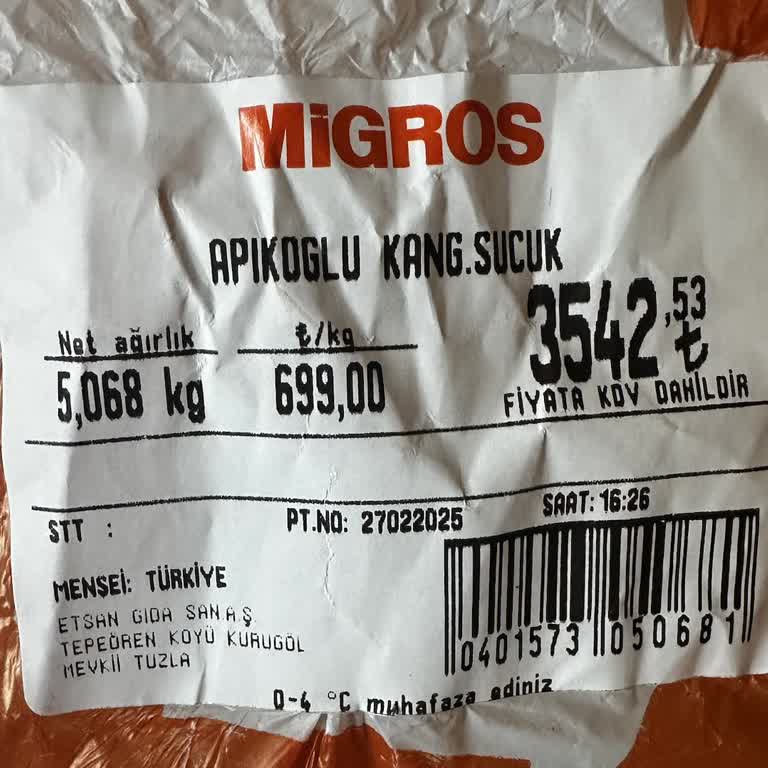 MiGROS
APIKOGLU KANG.SUCUK
Net ağırlık ₺/kg 3542,53 ₺
5,068 kg 699,00 FİYATA KDV DAHİLDİR
STT : PT.NO: 27022025 SAAT: 16:26
MENSEİ: TÜRKİYE
ETSAN GIDA SAN.A.Ş.
TEPEÖREN KOYÜ KURUGÖL
MEVKİİ TUZLA
0401573 050681
0-4 °C muhafaza ediniz